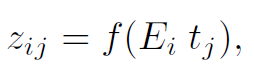 z_{ij} = f(E_i t_j),